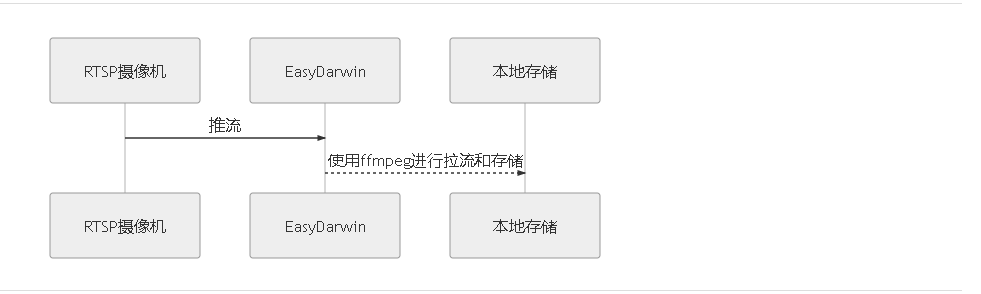 RTSP摄像机
EasyDarwin
本地存储
推流
使用ffmpeg进行拉流和存储
RTSP摄像机
EasyDarwin
本地存储